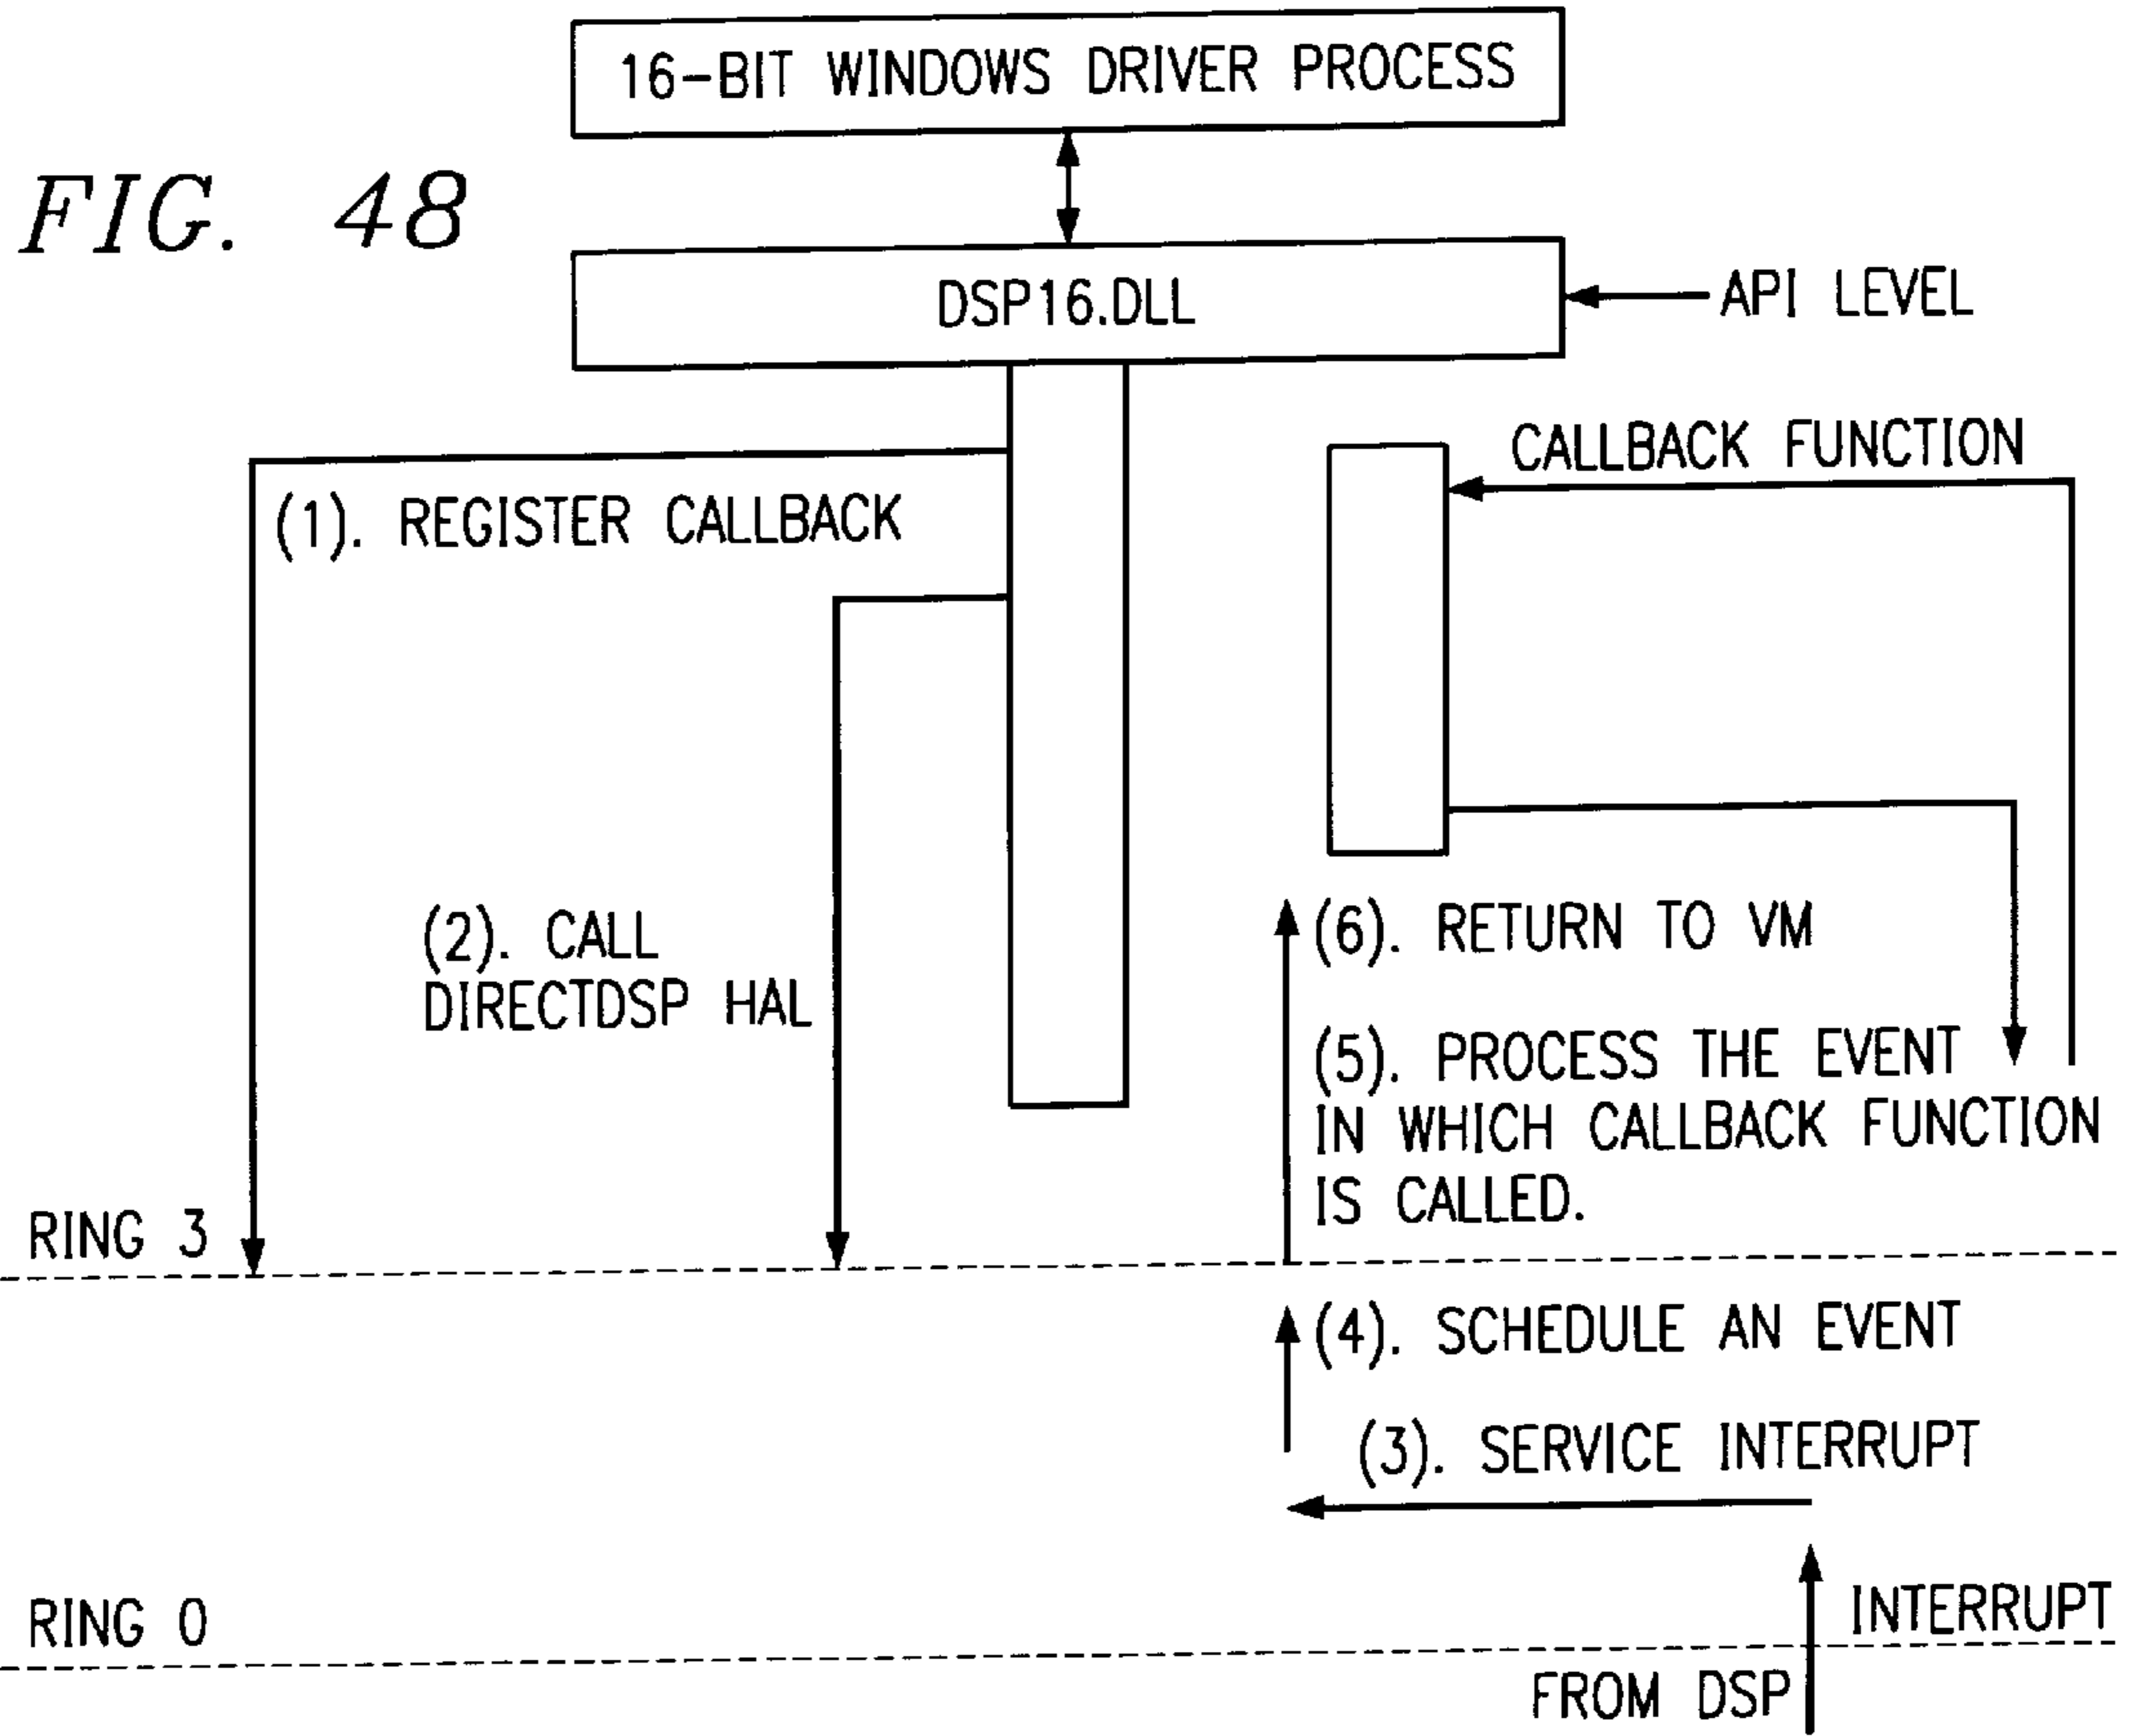 16-BIT WINDOWS DRIVER PROCESS
FIG. 48
DSP16.DLL
API LEVEL
CALLBACK FUNCTION
(1). REGISTER CALLBACK
(2). CALL
DIRECTDSP HAL
(6). RETURN TO VM
(5). PROCESS THE EVENT
IN WHICH CALLBACK FUNCTION
IS CALLED.
RING 3
(4). SCHEDULE AN EVENT
(3). SERVICE INTERRUPT
RING 0
INTERRUPT
FROM DSP